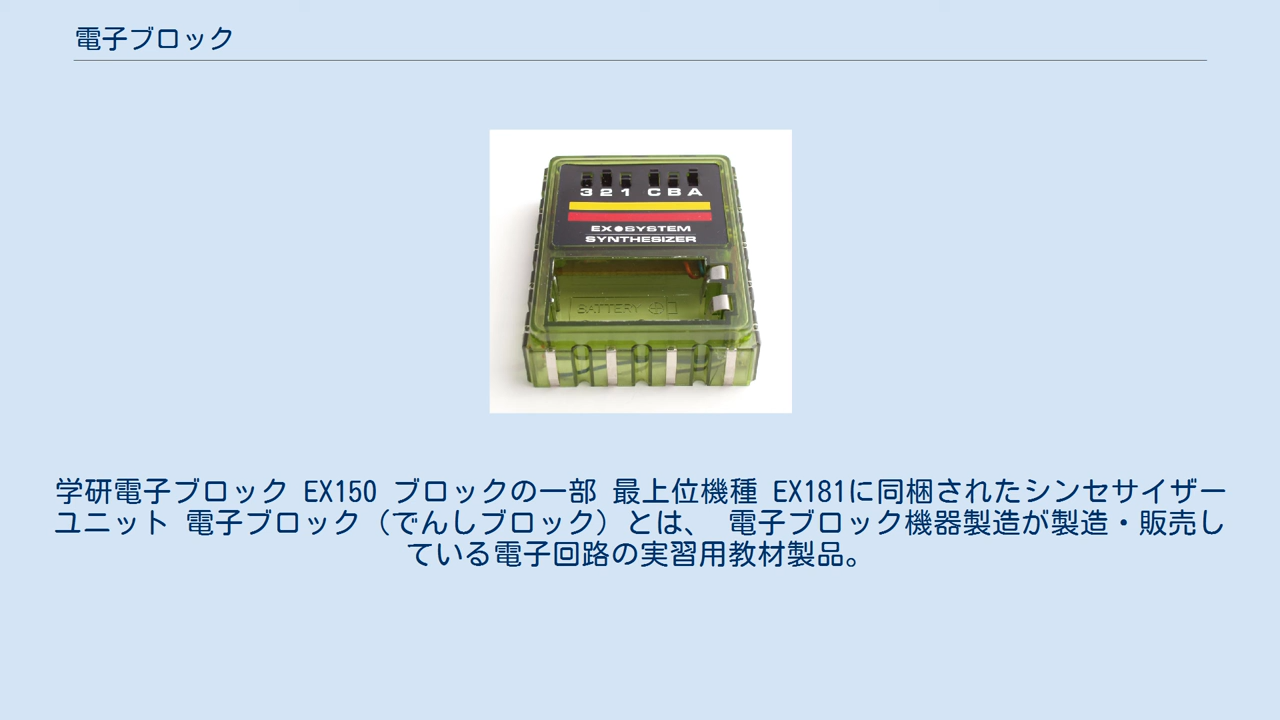 電子ブロック
3 2 1 C B A
EX●SYSTEM
SYNTHESIZER
BATTERY
学研電子ブロック EX150 ブロックの一部 最上位機種 EX181に同梱されたシンセサイザー
ユニット 電子ブロック（でんしブロック）とは、 電子ブロック機器製造が製造・販売し
ている電子回路の実習用教材製品。